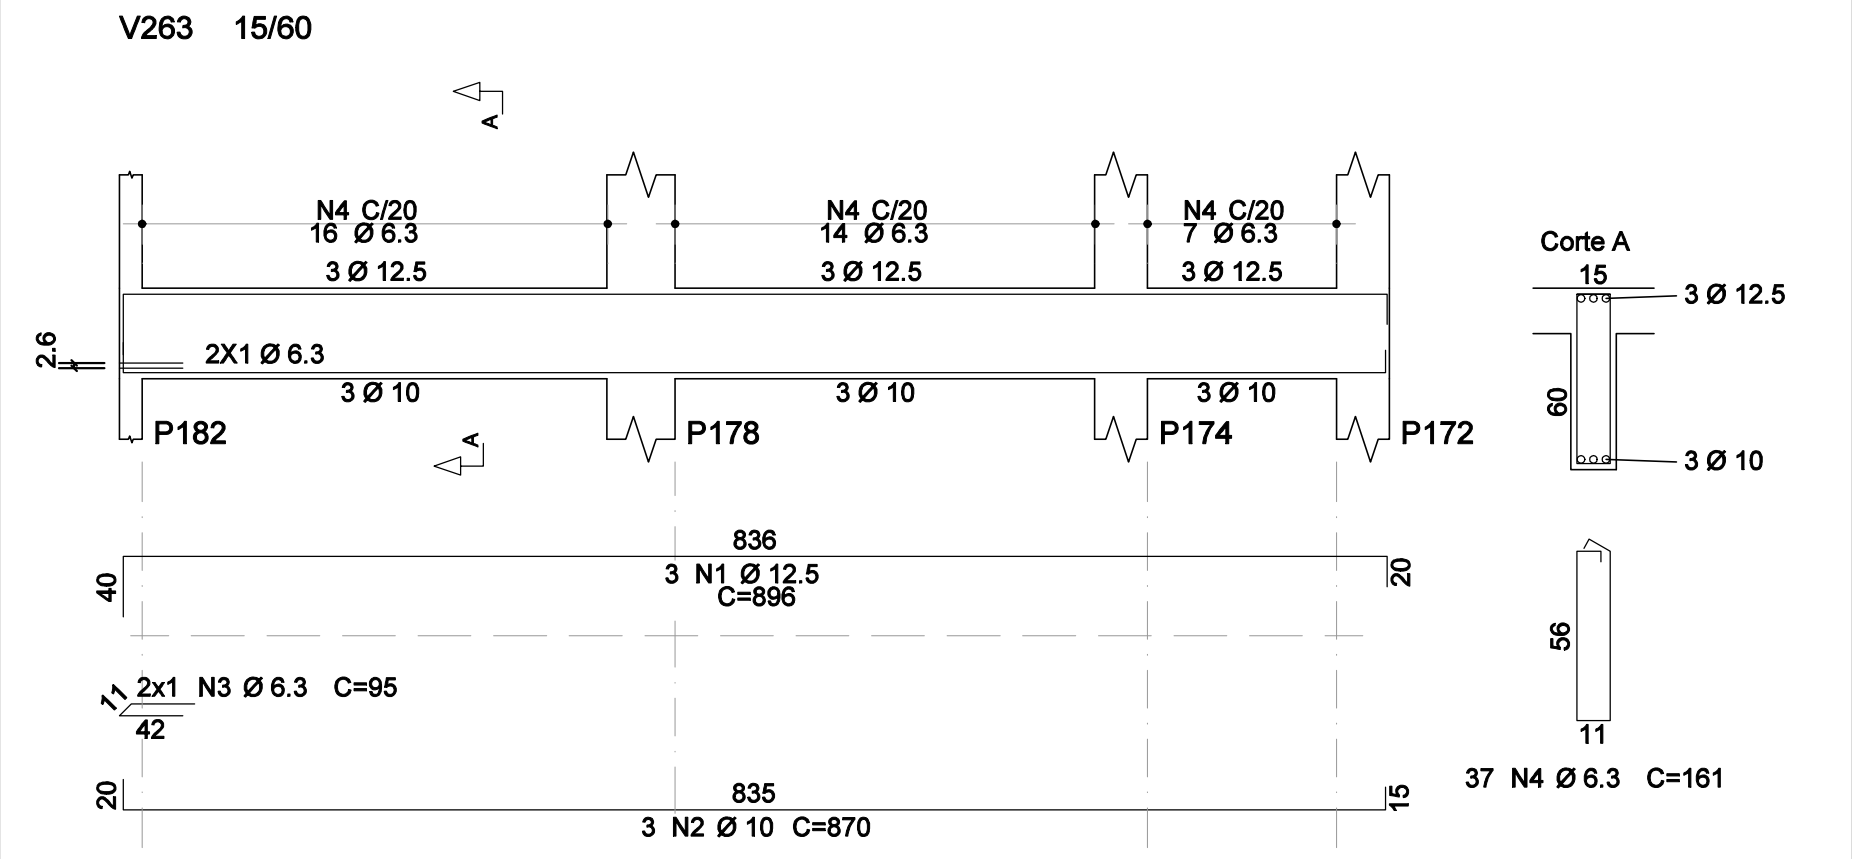 V263 15/60
A
N4 C/20
16 Ø 6.3
3 Ø 12.5
N4 C/20
14 Ø 6.3
3 Ø 12.5
N4 C/20
7 Ø 6.3
3 Ø 12.5
2.6
2X1 Ø 6.3
3 Ø 10
3 Ø 10
3 Ø 10
P182
A
P178
P174
P172
Corte A
15
3 Ø 12.5
60
3 Ø 10
836
40
3 N1 Ø 12.5
C=896
20
11
2x1 N3 Ø 6.3 C=95
42
20
835
15
3 N2 Ø 10 C=870
56
11
37 N4 Ø 6.3 C=161